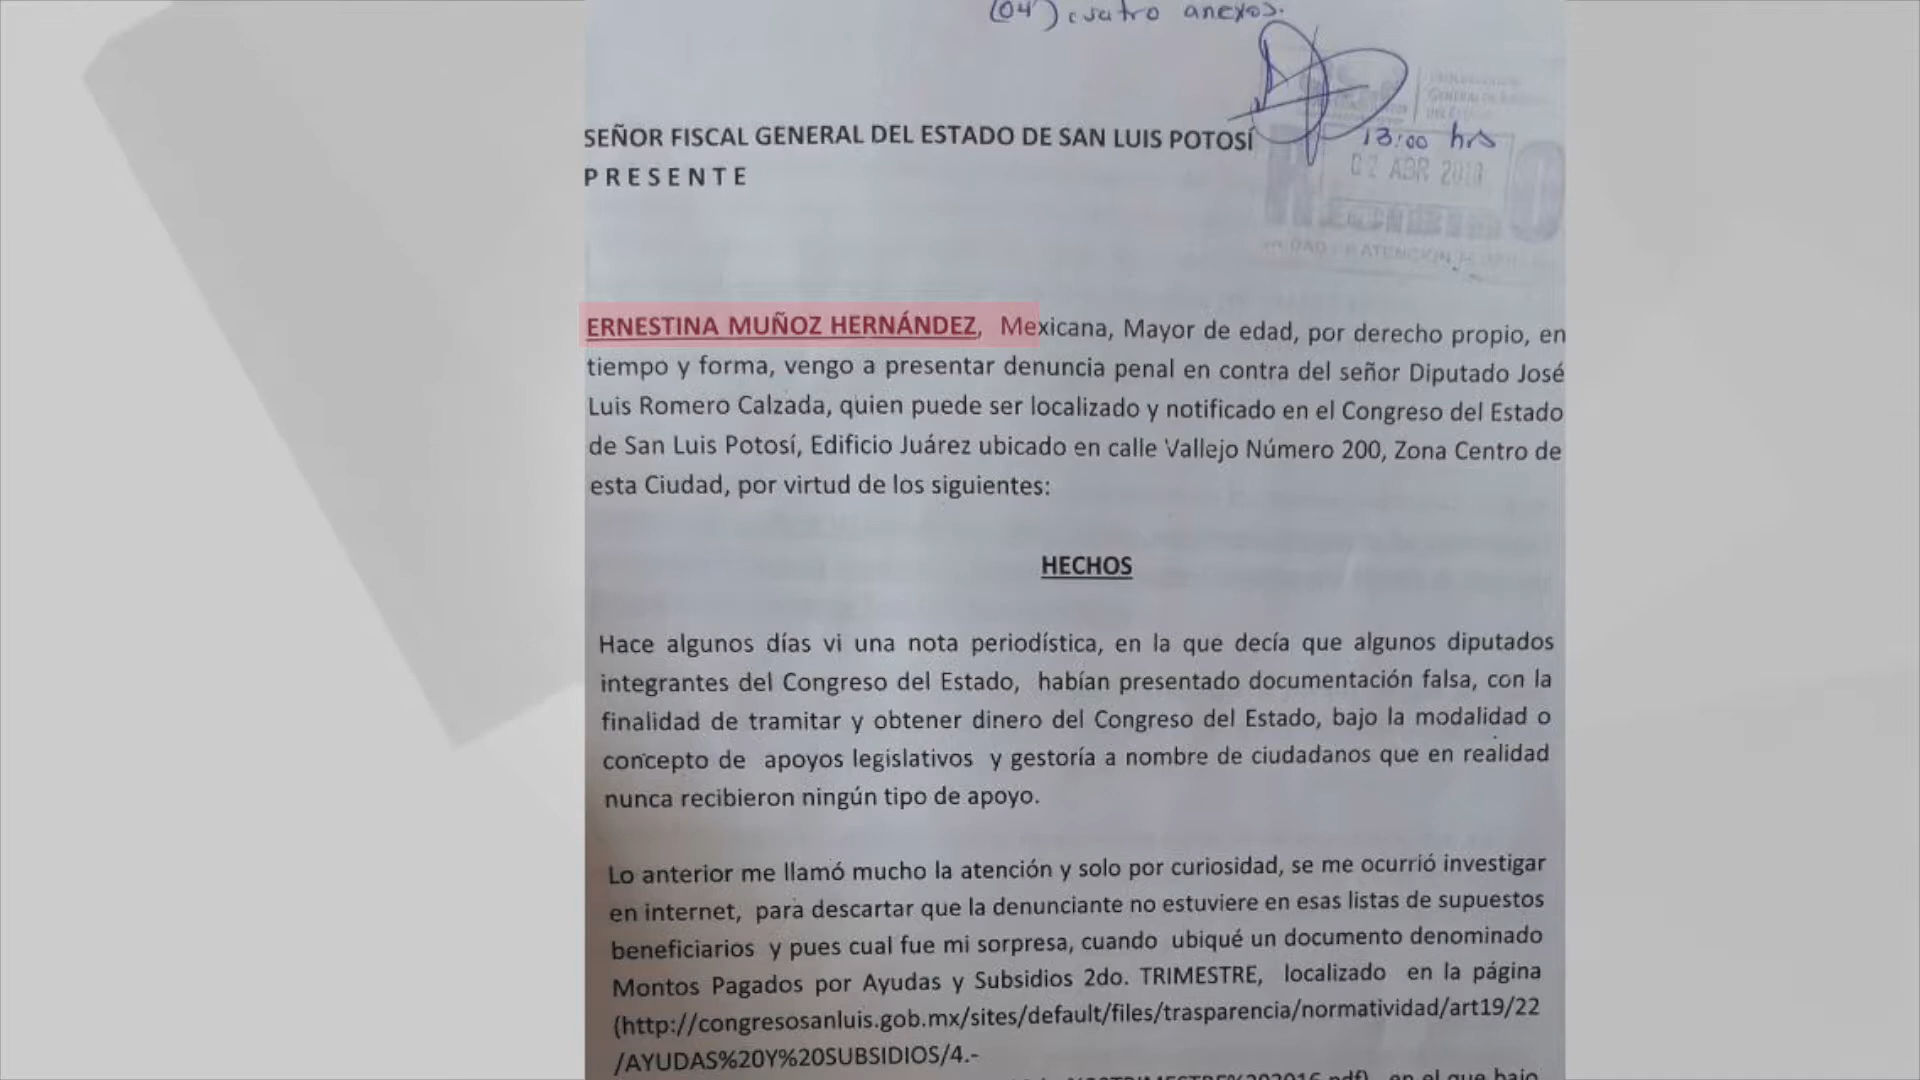 (04) cuatro anexos.
13:00 hrs
02 ABR
SEÑOR FISCAL GENERAL DEL ESTADO DE SAN LUIS POTOSÍ
PRESENTE
ERNESTINA MUÑOZ HERNÁNDEZ, Mexicana, Mayor de edad, por derecho propio, en
tiempo y forma, vengo a presentar denuncia penal en contra del señor Diputado José
Luis Romero Calzada, quien puede ser localizado y notificado en el Congreso del Estado
de San Luis Potosí, Edificio Juárez ubicado en calle Vallejo Número 200, Zona Centro de
esta Ciudad, por virtud de los siguientes:
HECHOS
Hace algunos días vi una nota periodística, en la que decía que algunos diputados
integrantes del Congreso del Estado, habían presentado documentación falsa, con la
finalidad de tramitar y obtener dinero del Congreso del Estado, bajo la modalidad o
concepto de apoyos legislativos y gestoría a nombre de ciudadanos que en realidad
nunca recibieron ningún tipo de apoyo.
Lo anterior me llamó mucho la atención y solo por curiosidad, se me ocurrió investigar
en internet, para descartar que la denunciante no estuviere en esas listas de supuestos
beneficiarios y pues cual fue mi sorpresa, cuando ubiqué un documento denominado
Montos Pagados por Ayudas y Subsidios 2do. TRIMESTRE, localizado en la página
(http://congresosanluis.gob.mx/sites/default/files/trasparencia/normatividad/art19/22
/AYUDAS%20Y%20SUBSIDIOS/4.-